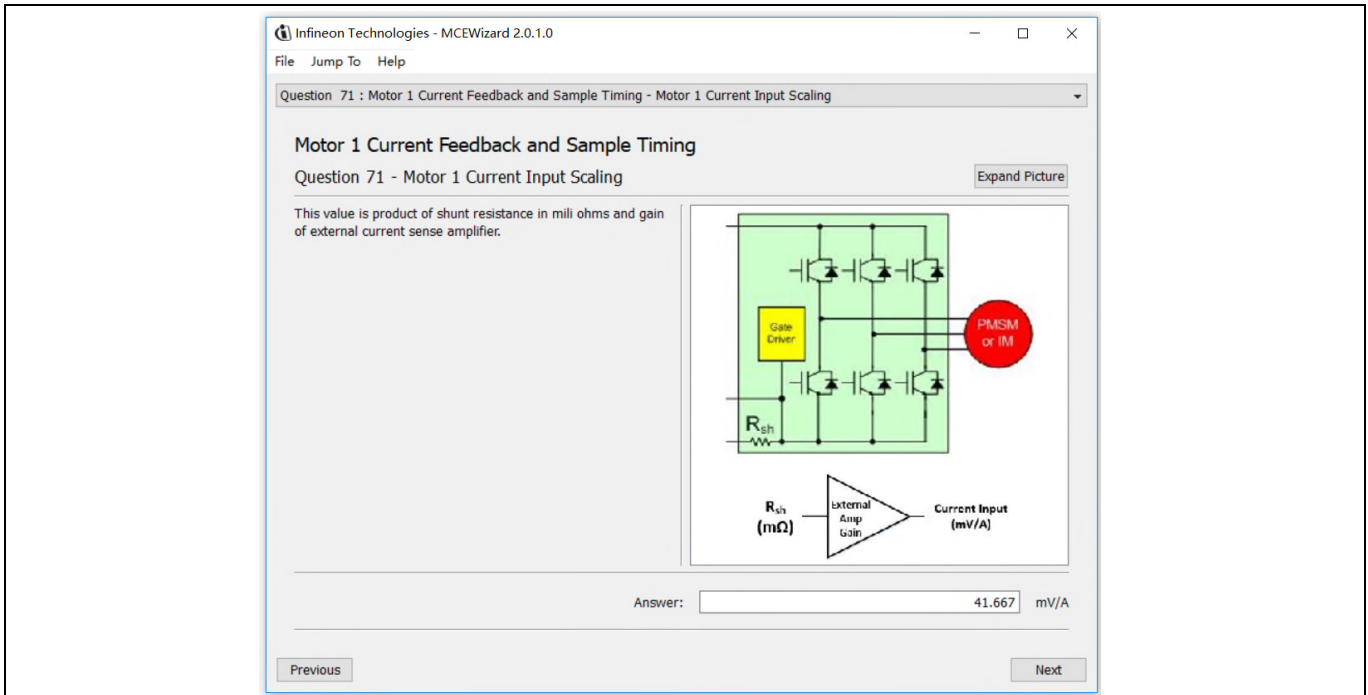 Infineon Technologies - MCEWizard 2.0.1.0
File Jump To Help
Question 71 : Motor 1 Current Feedback and Sample Timing - Motor 1 Current Input Scaling
Motor 1 Current Feedback and Sample Timing
Question 71 - Motor 1 Current Input Scaling
Expand Picture
This value is product of shunt resistance in mili ohms and gain
of external current sense amplifier.
Gate
Driver
PMSM
or IM
Rsh
Rsh
(mΩ)
External
Amp
Gain
Current Input
(mV/A)
Answer:
41.667 mV/A
Previous
Next